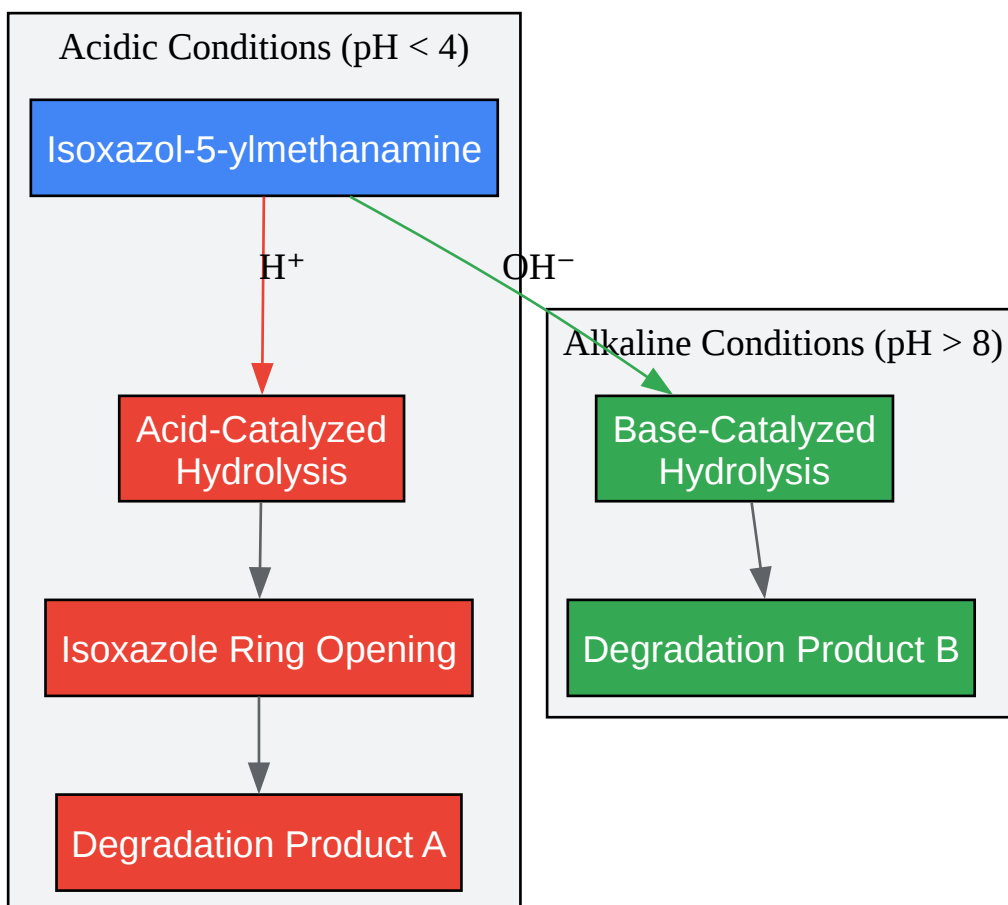 Acidic Conditions (pH < 4)
Isoxazol-5-ylmethanamine
H⁺
OH⁻
Alkaline Conditions (pH > 8)
Acid-Catalyzed
Hydrolysis
Base-Catalyzed
Hydrolysis
Isoxazole Ring Opening
Degradation Product B
Degradation Product A